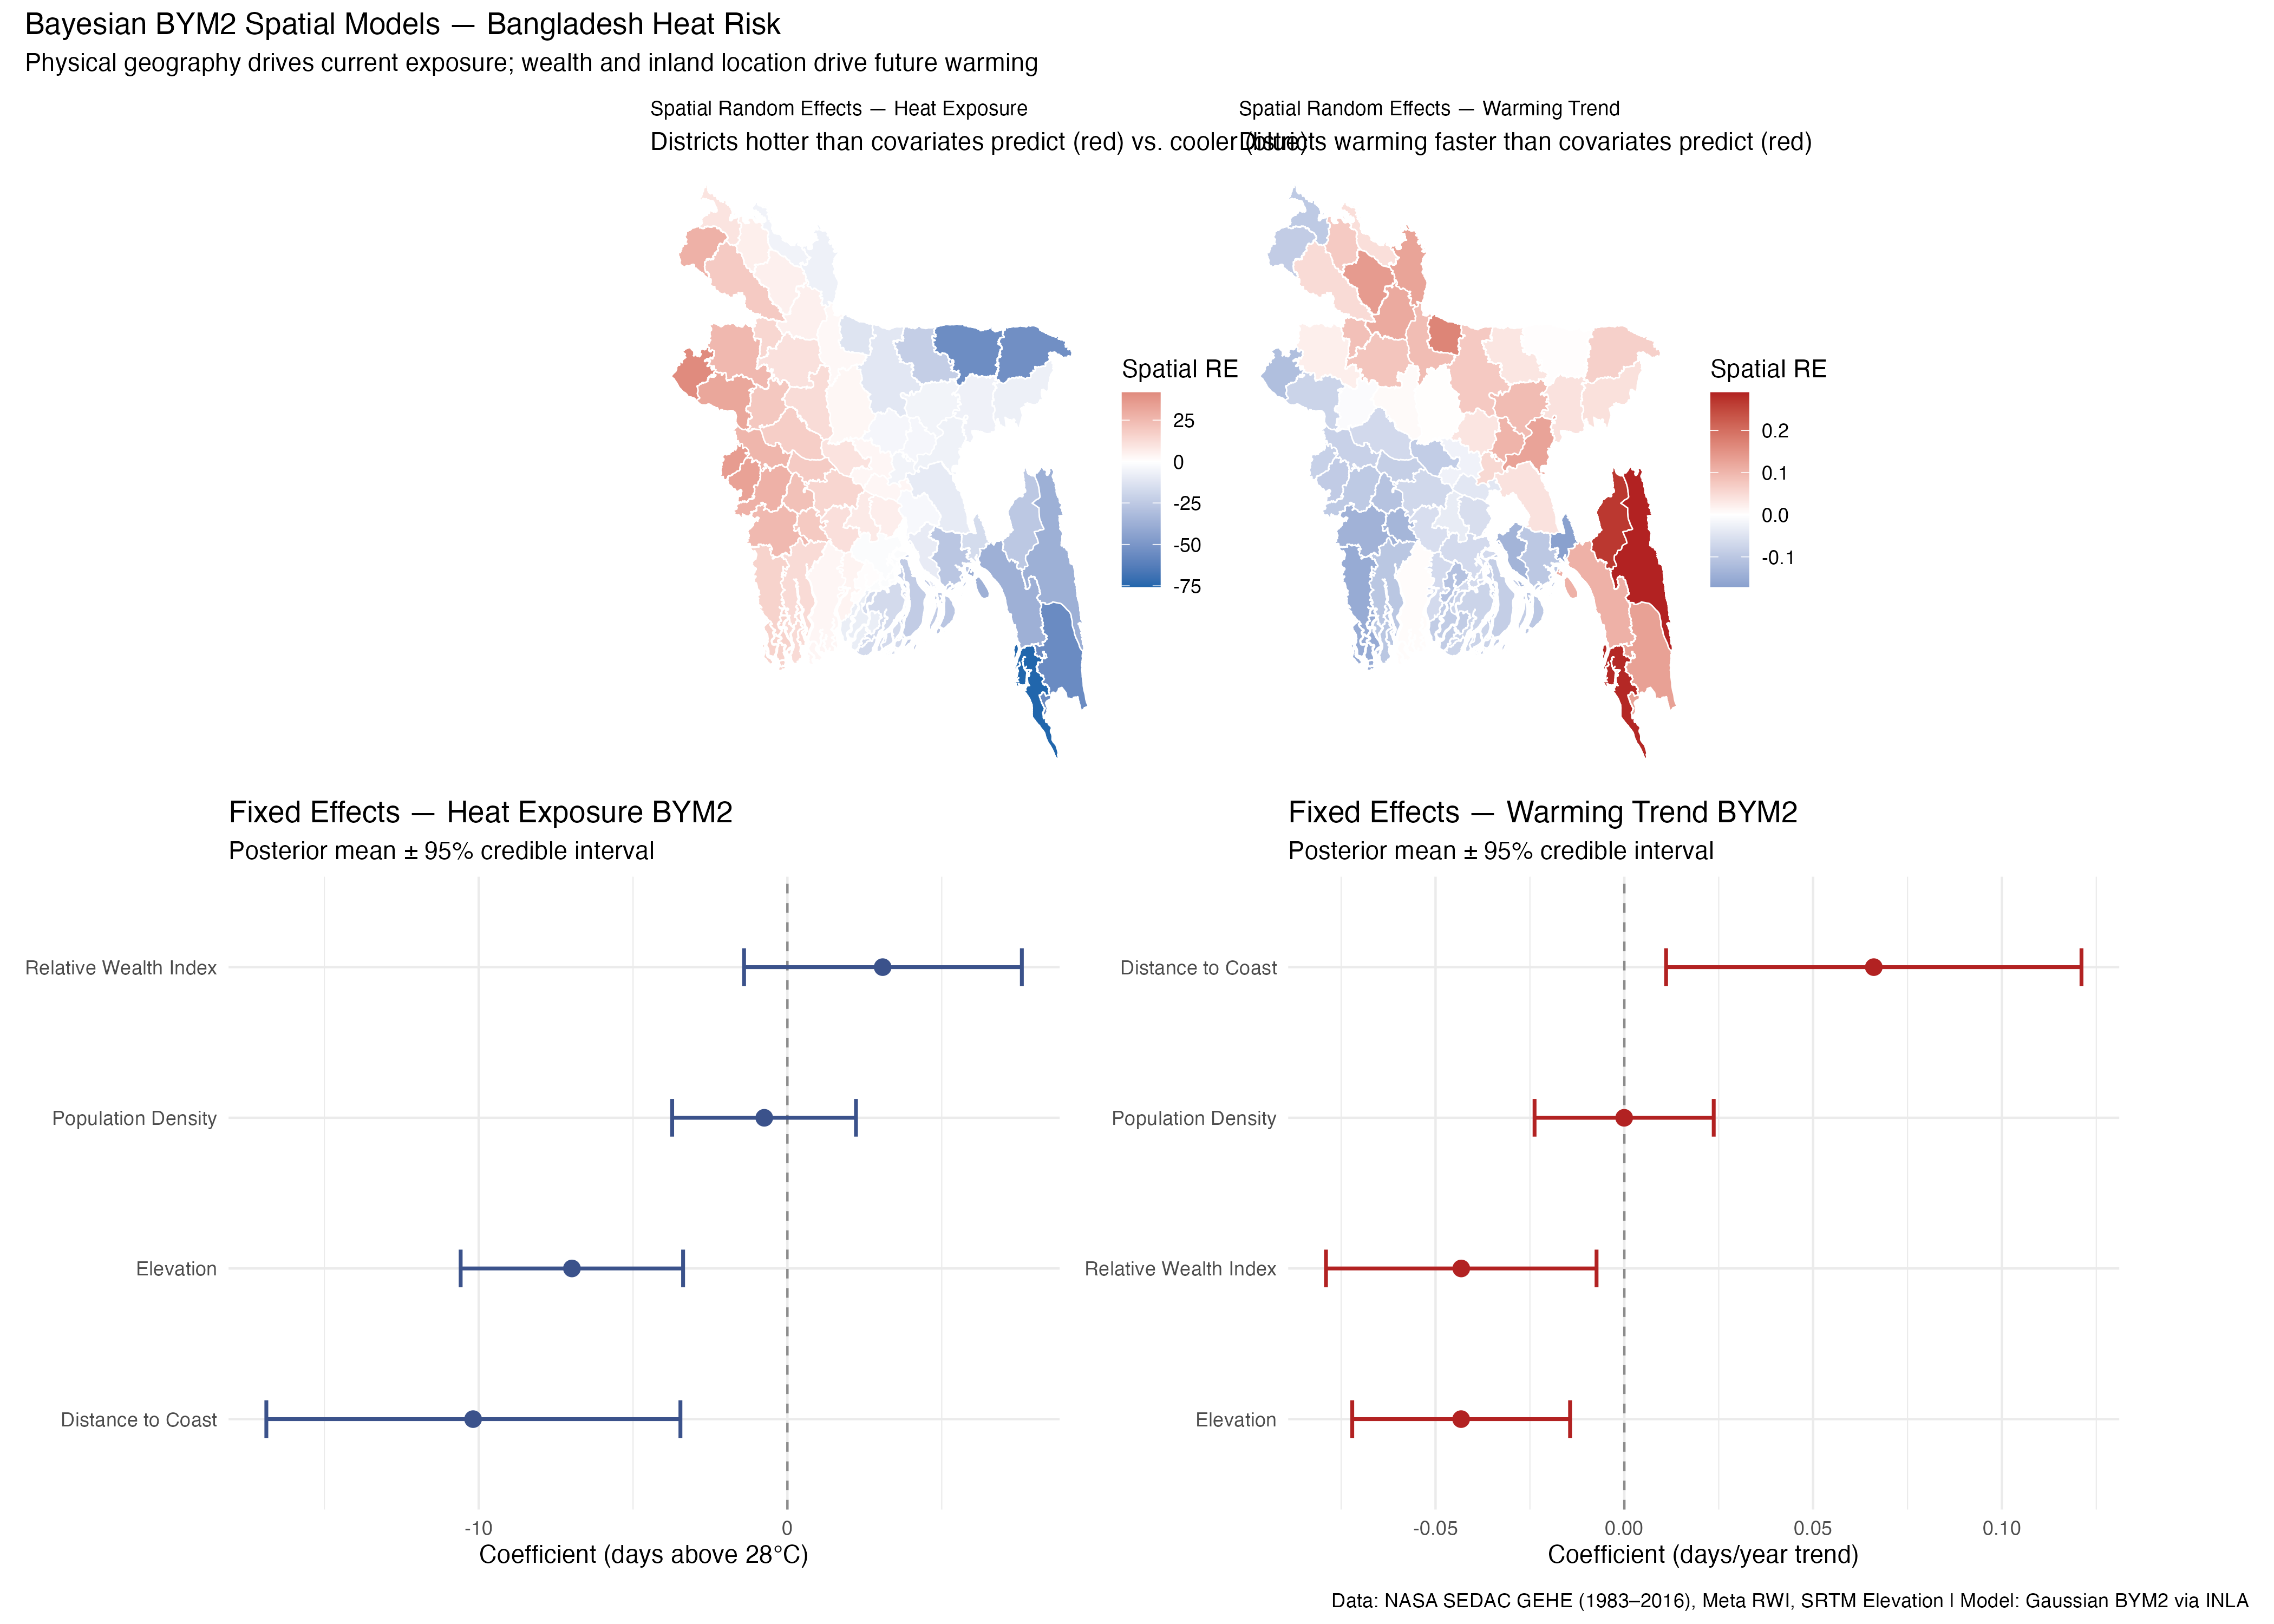 Bayesian BYM2 Spatial Models — Bangladesh Heat Risk
Physical geography drives current exposure; wealth and inland location drive future warming
Spatial Random Effects — Heat Exposure
Districts hotter than covariates predict (red) vs. cooler (blue)
Spatial Random Effects — Warming Trend
Districts warming faster than covariates predict (red)
Spatial RE
25
0
-25
-50
-75
Spatial RE
0.2
0.1
0.0
-0.1
Fixed Effects — Heat Exposure BYM2
Posterior mean ± 95% credible interval
Relative Wealth Index
Population Density
Elevation
Distance to Coast
-10
0
Coefficient (days above 28°C)
Fixed Effects — Warming Trend BYM2
Posterior mean ± 95% credible interval
Distance to Coast
Population Density
Relative Wealth Index
Elevation
-0.05
0.00
0.05
0.10
Coefficient (days/year trend)
Data: NASA SEDAC GEHE (1983–2016), Meta RWI, SRTM Elevation | Model: Gaussian BYM2 via INLA